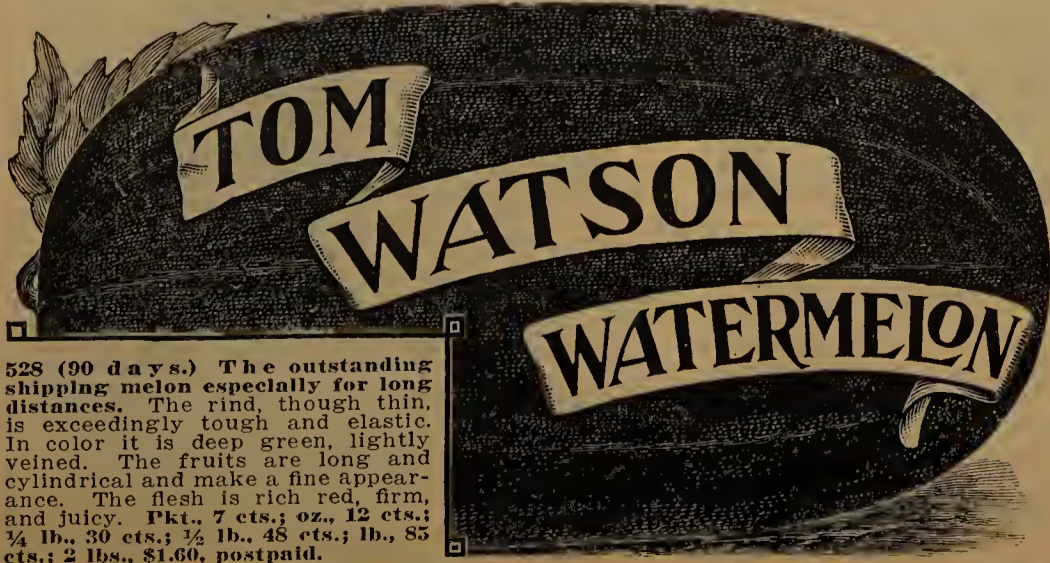 TOM
WATSON
WATERMELON
528 (90 days.) The outstanding
shipping melon especially for long
distances. The rind, though thin,
is exceedingly tough and elastic.
In color it is deep green, lightly
veined. The fruits are long and
cylindrical and make a fine appear-
ance. The flesh is rich red, firm,
and juicy. Pkt., 7 cts.; oz., 12 cts.;
¼ lb., 30 cts.; ½ lb., 48 cts.; lb., 85
cts.; 2 lbs., $1.60, postpaid.